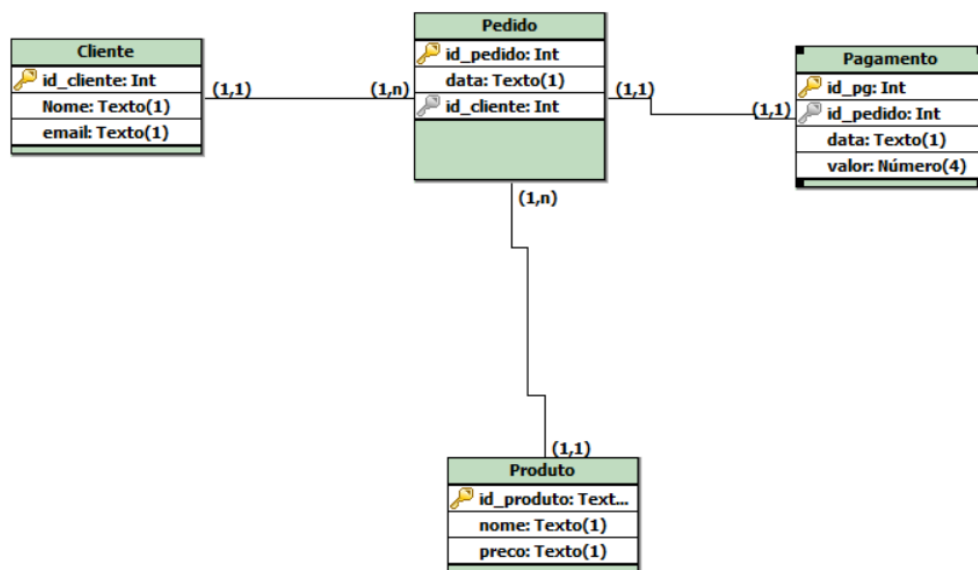 Cliente
id_cliente: Int
Nome: Texto(1)
email: Texto(1)
(1,1)
(1,n)
Pedido
id_pedido: Int
data: Texto(1)
id_cliente: Int
(1,1)
(1,1)
Pagamento
id_pg: Int
id_pedido: Int
data: Texto(1)
valor: Número(4)
(1,n)
(1,1)
Produto
id_produto: Text...
nome: Texto(1)
preco: Texto(1)